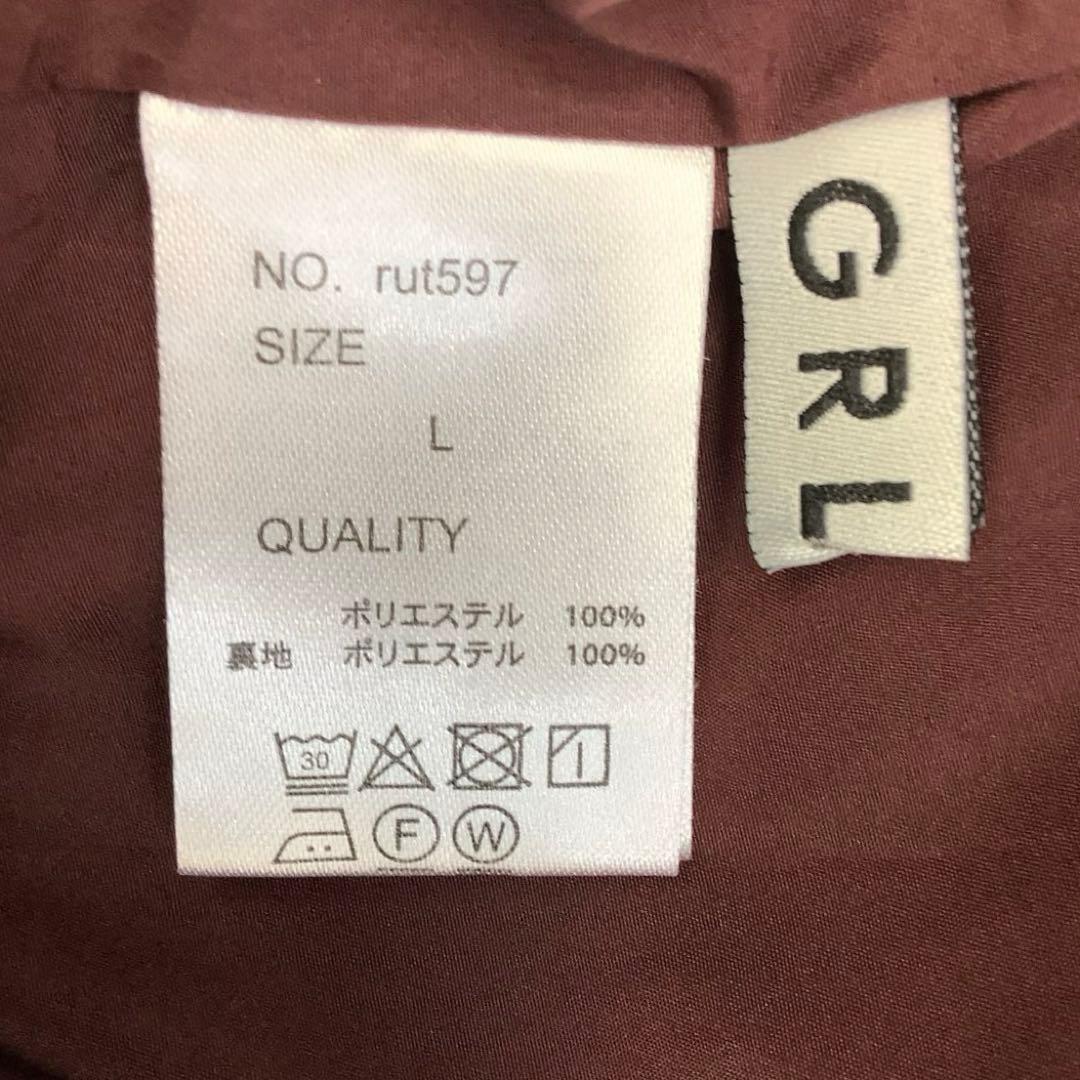 NO. rut597
SIZE
L
QUALITY
ポリエステル 100%
裏地 ポリエステル 100%
30
F W
GRL